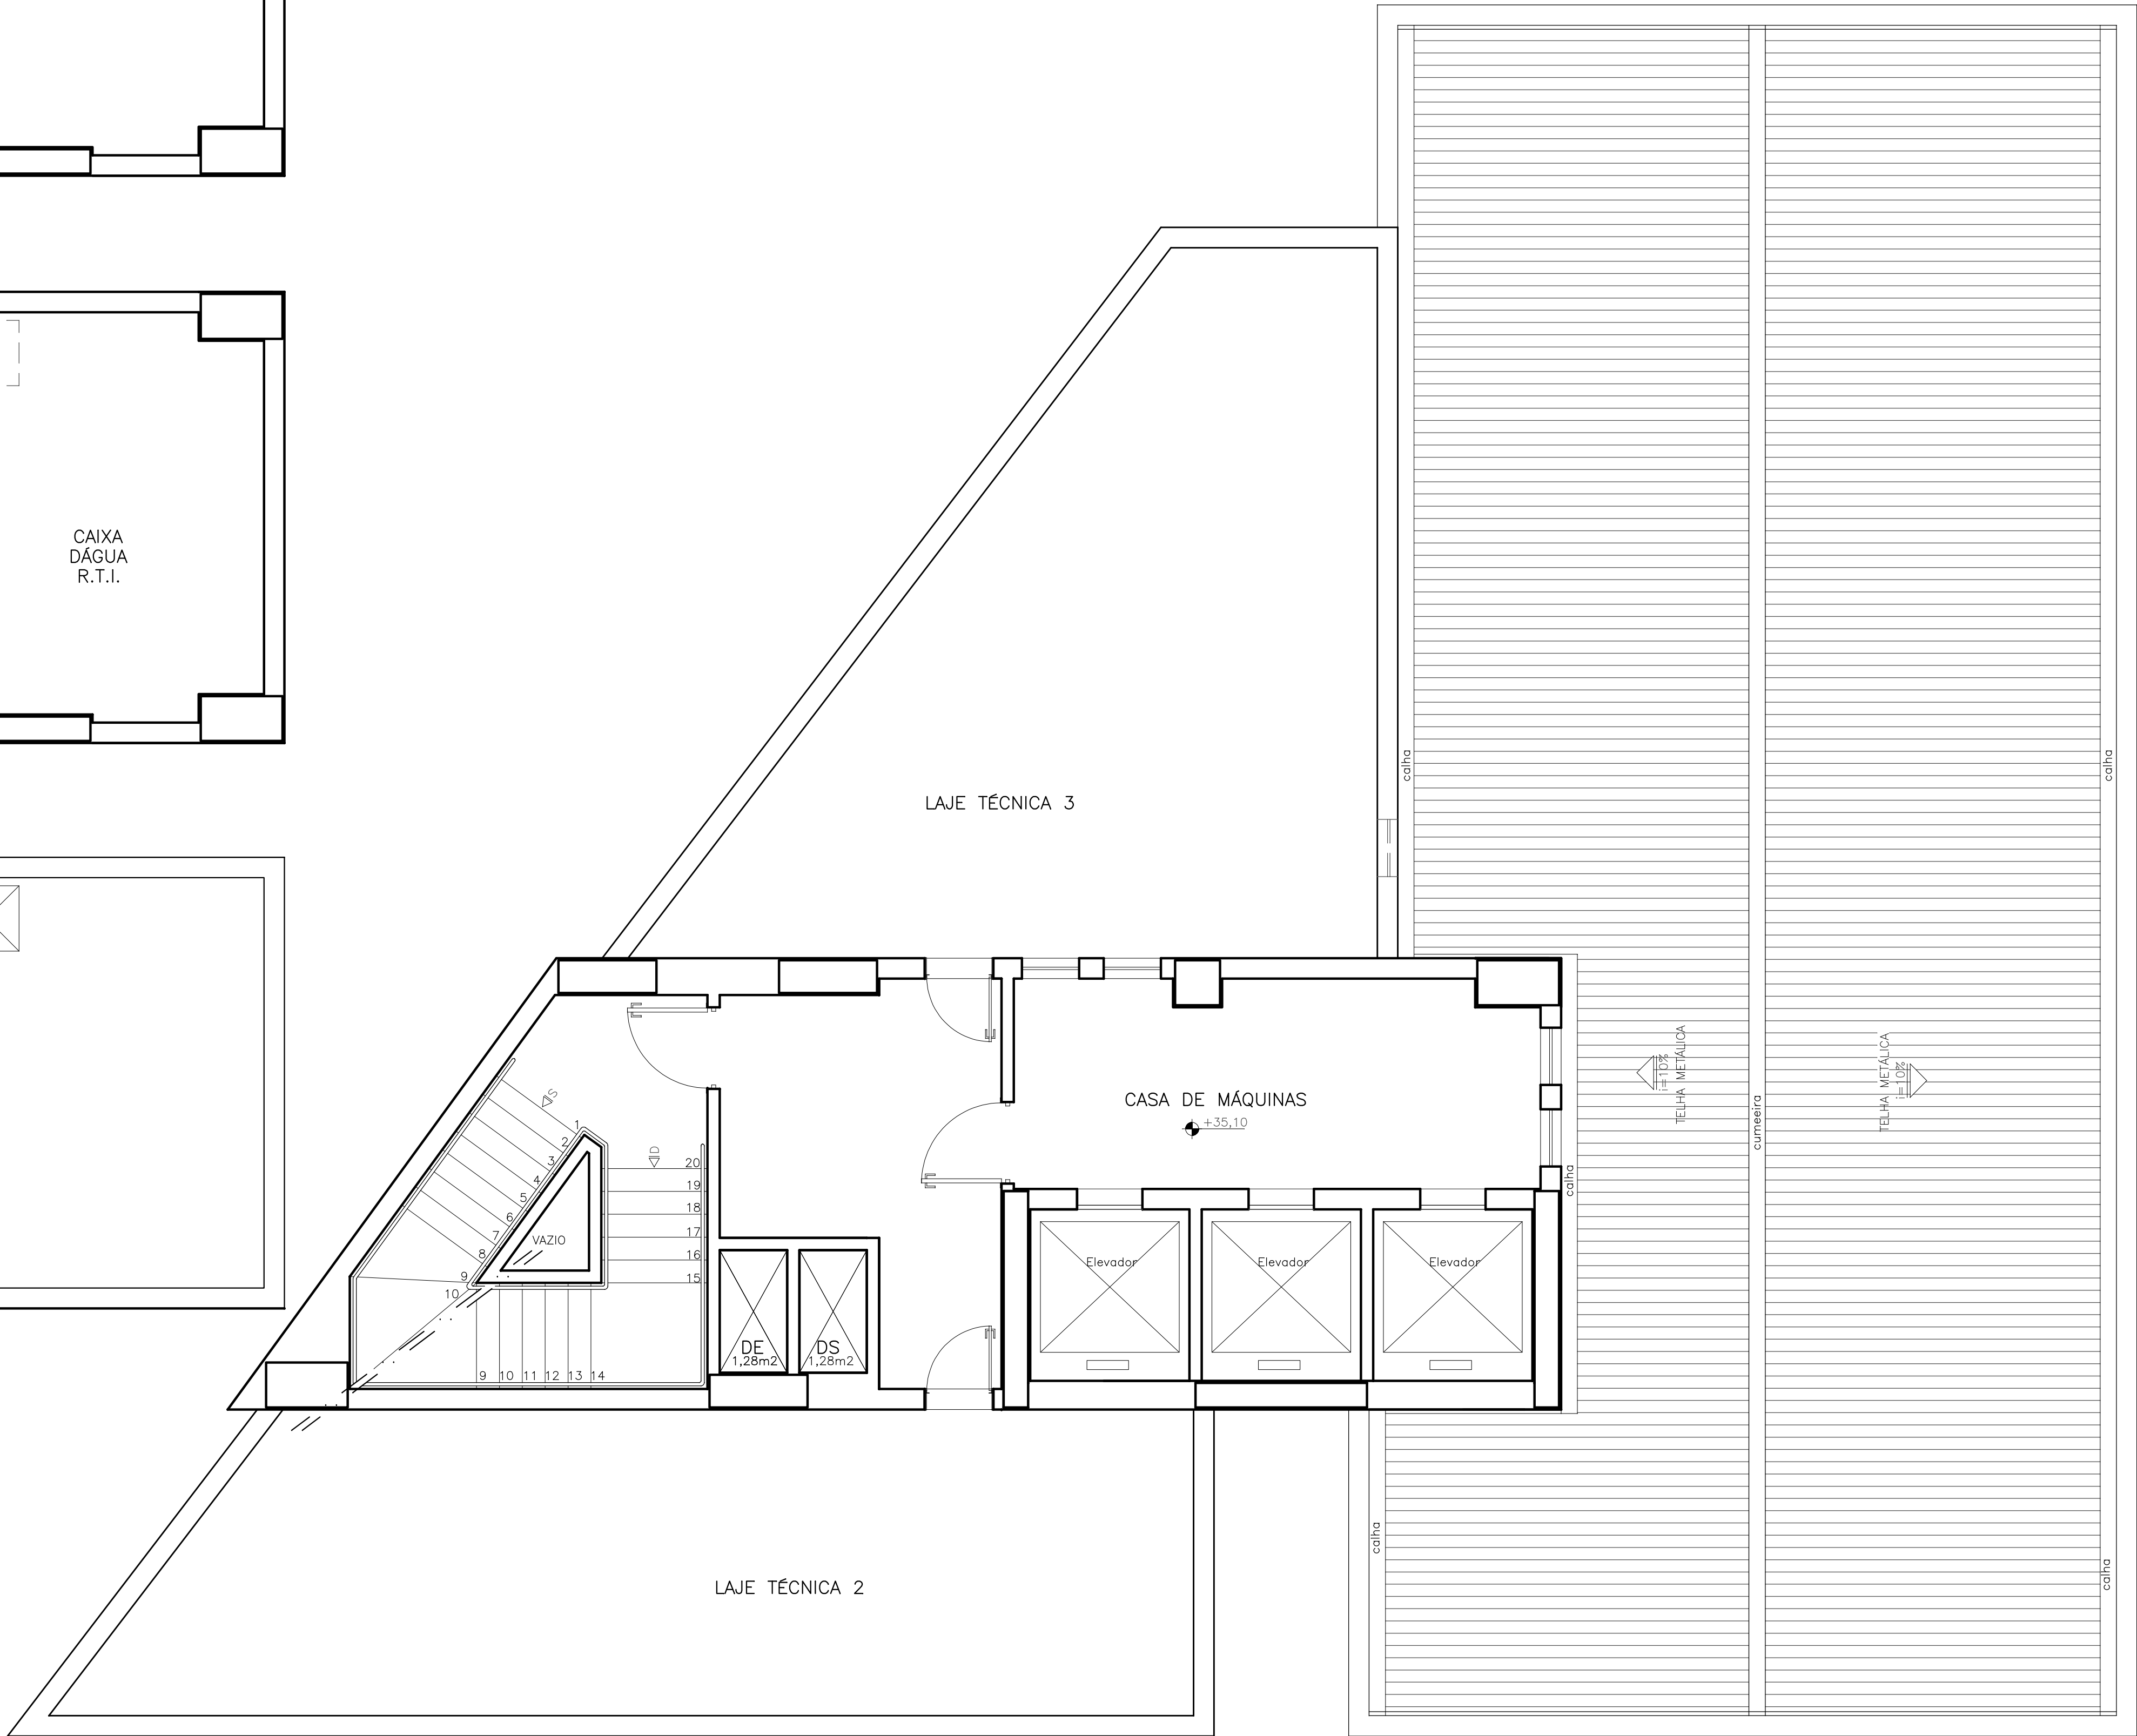 CAIXA
DÁGUA
R.T.I.
LAJE TÉCNICA 3
calha
calha
CASA DE MÁQUINAS
+35,10
TELHA METÁLICA
i=10%
cumeeira
TELHA METÁLICA
i=10%
calha
S
D
1
2
3
4
5
6
7
8
9
10
VAZIO
20
19
18
17
16
15
9 10 11 12 13 14
Elevador
Elevador
Elevador
DE
1,28m2
DS
1,28m2
calha
calha
LAJE TÉCNICA 2